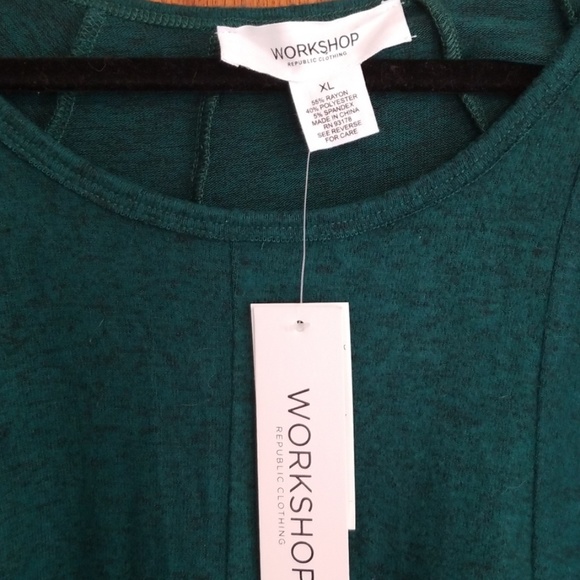 WORKSHOP
REPUBLIC CLOTHING
XL
55% RAYON
40% POLYESTER
5% SPANDEX
MADE IN CHINA
RN 93178
SEE REVERSE
FOR CARE
WORKSHOP
REPUBLIC CLOTHING